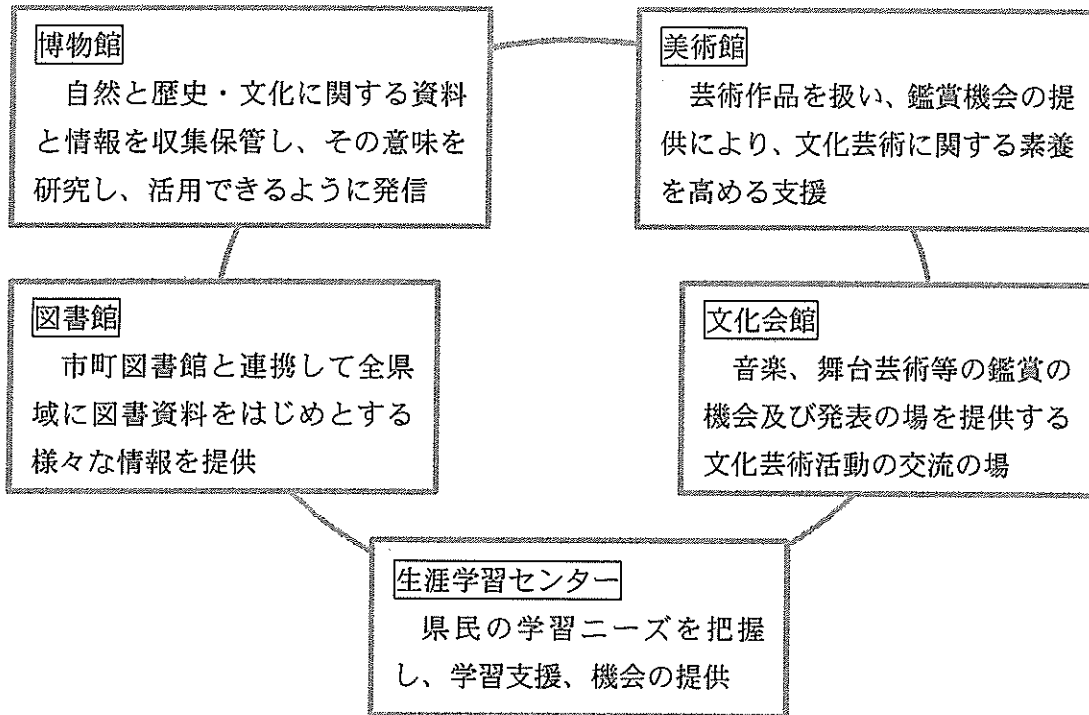 博物館
自然と歴史・文化に関する資料
と情報を収集保管し、その意味を
研究し、活用できるように発信
美術館
芸術作品を扱い、鑑賞機会の提
供により、文化芸術に関する素養
を高める支援
図書館
市町図書館と連携して全県
域に図書資料をはじめとする
様々な情報を提供
文化会館
音楽、舞台芸術等の鑑賞の
機会及び発表の場を提供する
文化芸術活動の交流の場
生涯学習センター
県民の学習ニーズを把握
し、学習支援、機会の提供